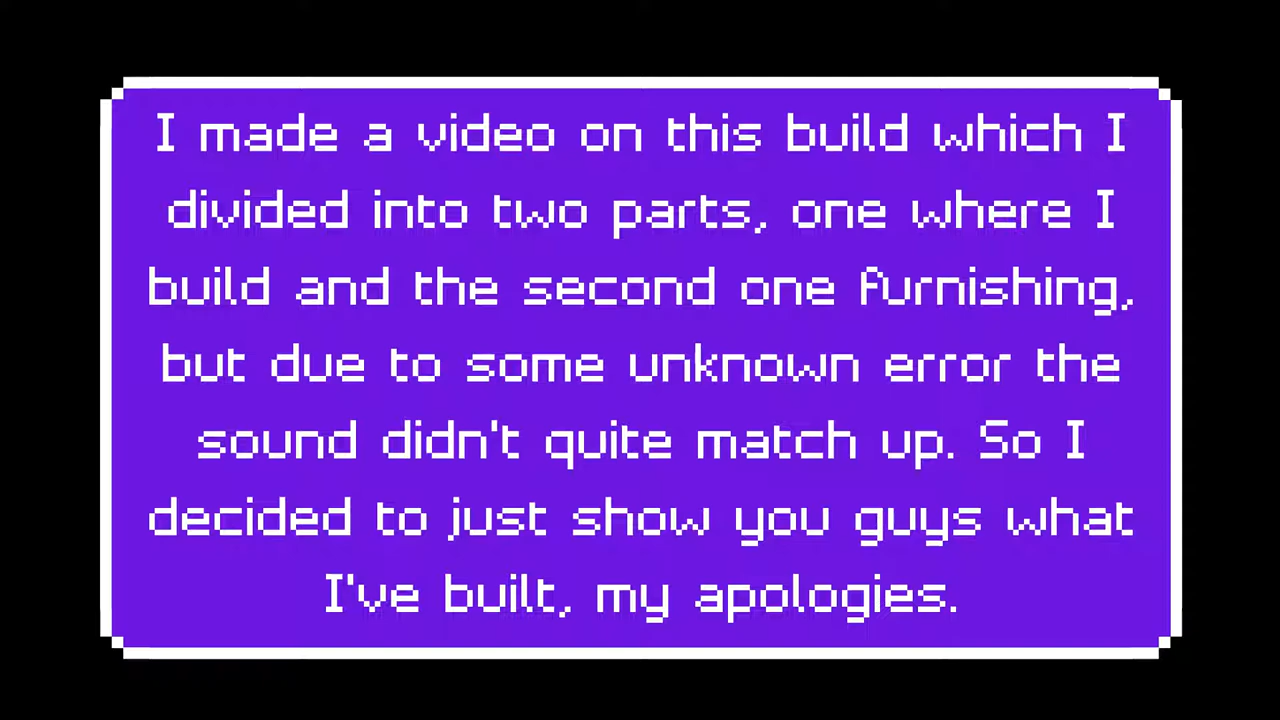 I made a video on this build which I
divided into two parts, one where I
build and the second one furnishing,
but due to some unknown error the
sound didn't quite match up. So I
decided to just show you guys what
I've built, my apologies.